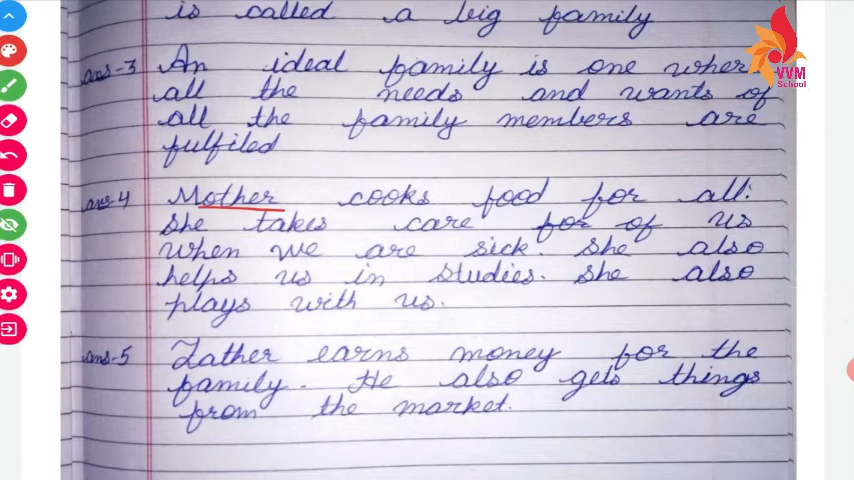 is called a big family
ans-3 An ideal family is one wher
all the needs and wants of
all the family members are
fulfiled
ans-4 Mother cooks food for all.
she takes care for of us
when we are sick. she also
helps us in studies. she also
plays with us.
ans-5 Father earns money for the
family. He also gets things
from the market.
VVM
School